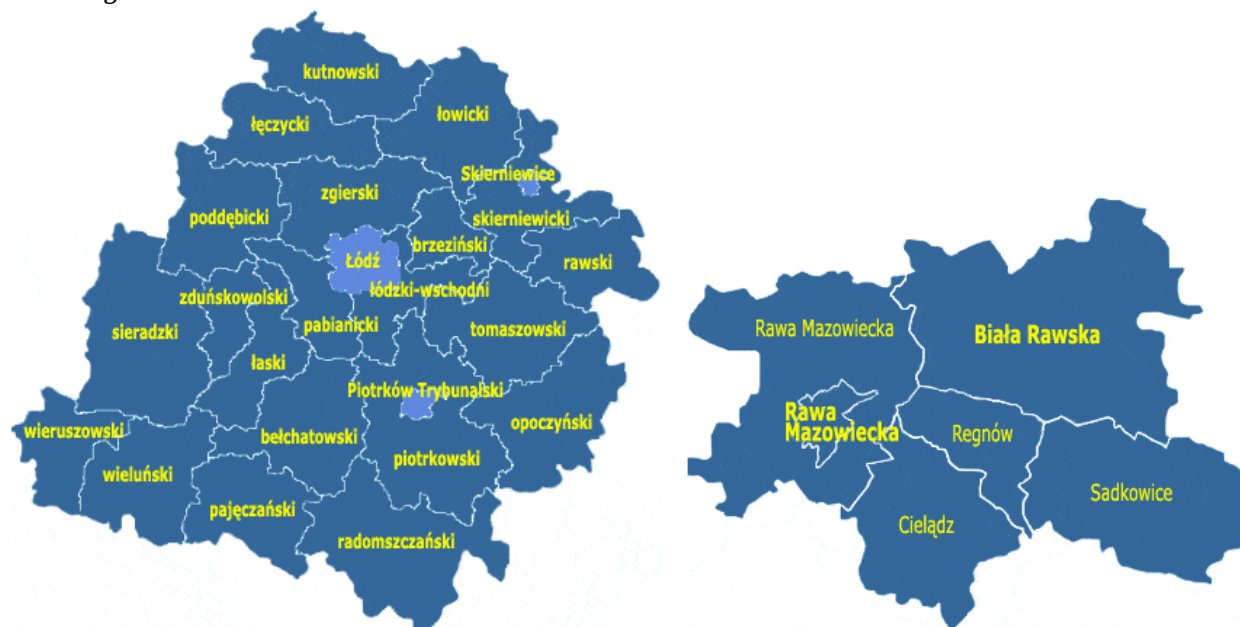 kutnowski
łowicki
łęczycki
Skierniewice
zgierski
poddębicki
skierniewicki
brzeziński
Łódź
rawski
łódzki-wschodni
zduńskowolski
sieradzki
pabianicki
tomaszowski
łaski
Piotrków Trybunalski
opoczyński
wieruszowski
bełchatowski
wieluński
piotrkowski
pajęczański
radomszczański
Rawa Mazowiecka
Biała Rawska
Rawa
Mazowiecka
Regnów
Sadkowice
Cielądz